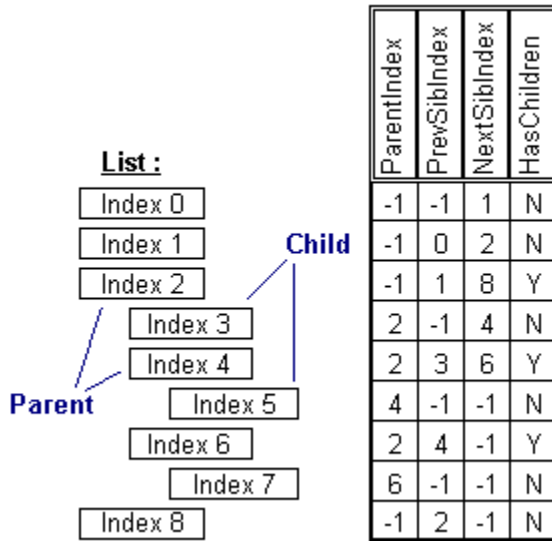 ParentIndex PrevSibIndex NextSibIndex HasChildren
List :
Index 0 -1 -1 1 N
Index 1 Child -1 0 2 N
Index 2 -1 1 8 Y
Index 3 2 -1 4 N
Index 4 2 3 6 Y
Parent Index 5 4 -1 -1 N
Index 6 2 4 -1 Y
Index 7 6 -1 -1 N
Index 8 -1 2 -1 N